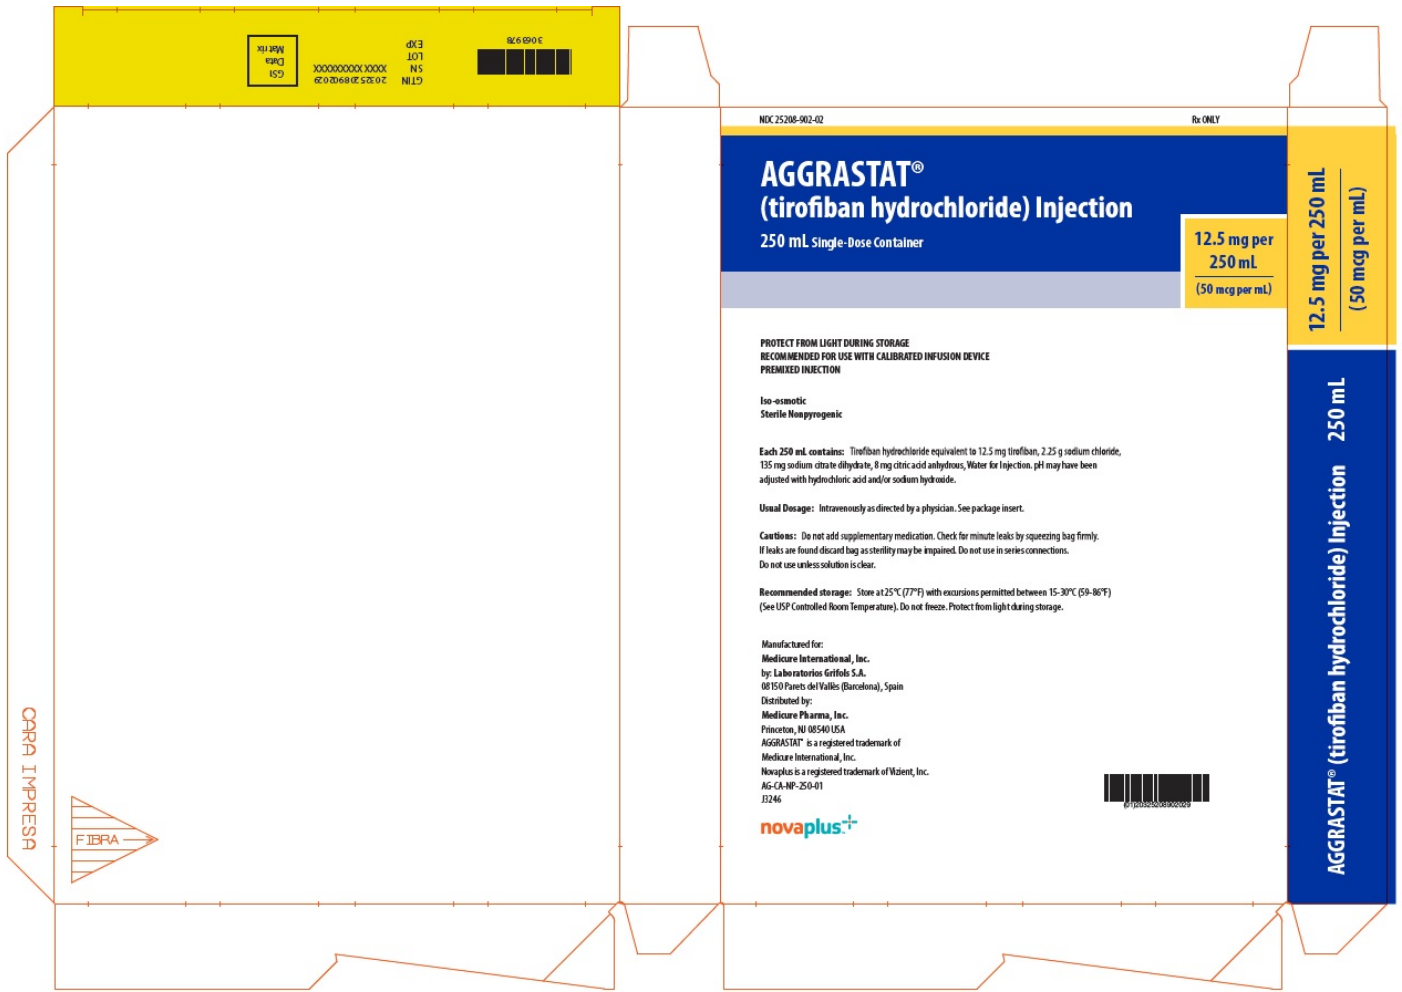 3068978
GTIN 20325208902029
SN XXXXXXXXXXXXX
LOT
EXP
GS1
Data
Matrix
NDC 25208-902-02
Rx ONLY
AGGRASTAT®
(tirofiban hydrochloride) Injection
250 mL Single-Dose Container
12.5 mg per
250 mL
(50 mcg per mL)
PROTECT FROM LIGHT DURING STORAGE
RECOMMENDED FOR USE WITH CALIBRATED INFUSION DEVICE
PREMIXED INJECTION
Iso-osmotic
Sterile Nonpyrogenic
Each 250 mL contains: Tirofiban hydrochloride equivalent to 12.5 mg tirofiban, 2.25 g sodium chloride,
135 mg sodium citrate dihydrate, 8 mg citric acid anhydrous, Water for Injection. pH may have been
adjusted with hydrochloric acid and/or sodium hydroxide.
Usual Dosage: Intravenously as directed by a physician. See package insert.
Cautions: Do not add supplementary medication. Check for minute leaks by squeezing bag firmly.
If leaks are found discard bag as sterility may be impaired. Do not use in series connections.
Do not use unless solution is clear.
Recommended storage: Store at 25°C (77°F) with excursions permitted between 15-30°C (59-86°F)
(See USP Controlled Room Temperature). Do not freeze. Protect from light during storage.
Manufactured for:
Medicure International, Inc.
by: Laboratorios Grifols S.A.
08150 Parets del Vallès (Barcelona), Spain
Distributed by:
Medicure Pharma, Inc.
Princeton, NJ 08540 USA
AGGRASTAT® is a registered trademark of
Medicure International, Inc.
Novaplus is a registered trademark of Vizient, Inc.
AG-CA-NP-250-01
J3246
novaplus™
(01)20325208902029
12.5 mg per 250 mL
(50 mcg per mL)
AGGRASTAT® (tirofiban hydrochloride) Injection 250 mL
CARA IMPRESA
FIBRA